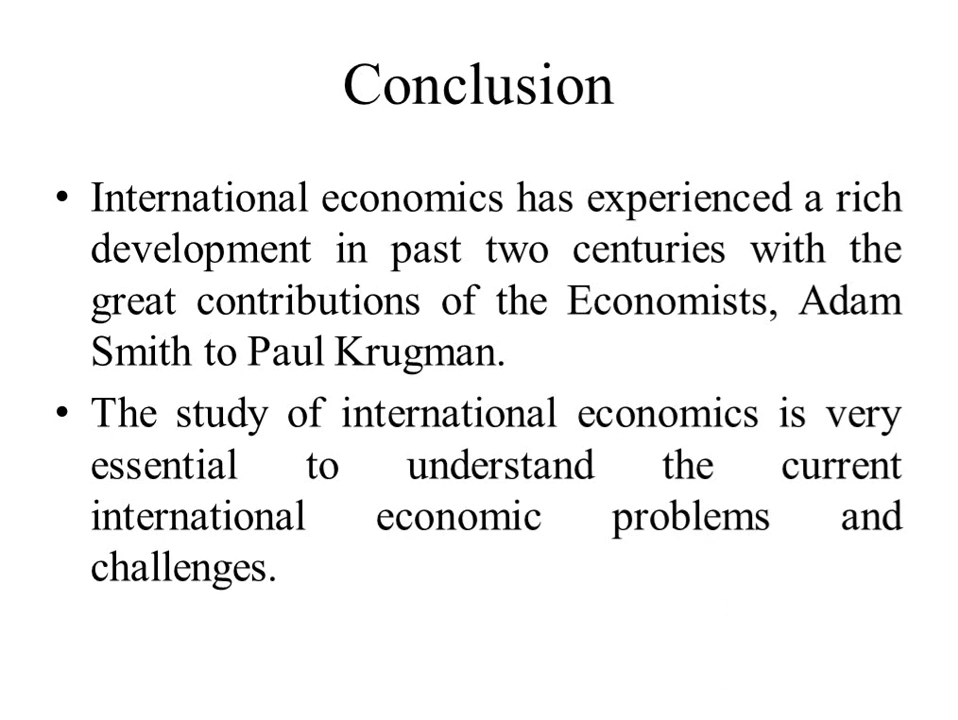 Conclusion
• International economics has experienced a rich
development in past two centuries with the
great contributions of the Economists, Adam
Smith to Paul Krugman.
• The study of international economics is very
essential to understand the current
international economic problems and
challenges.